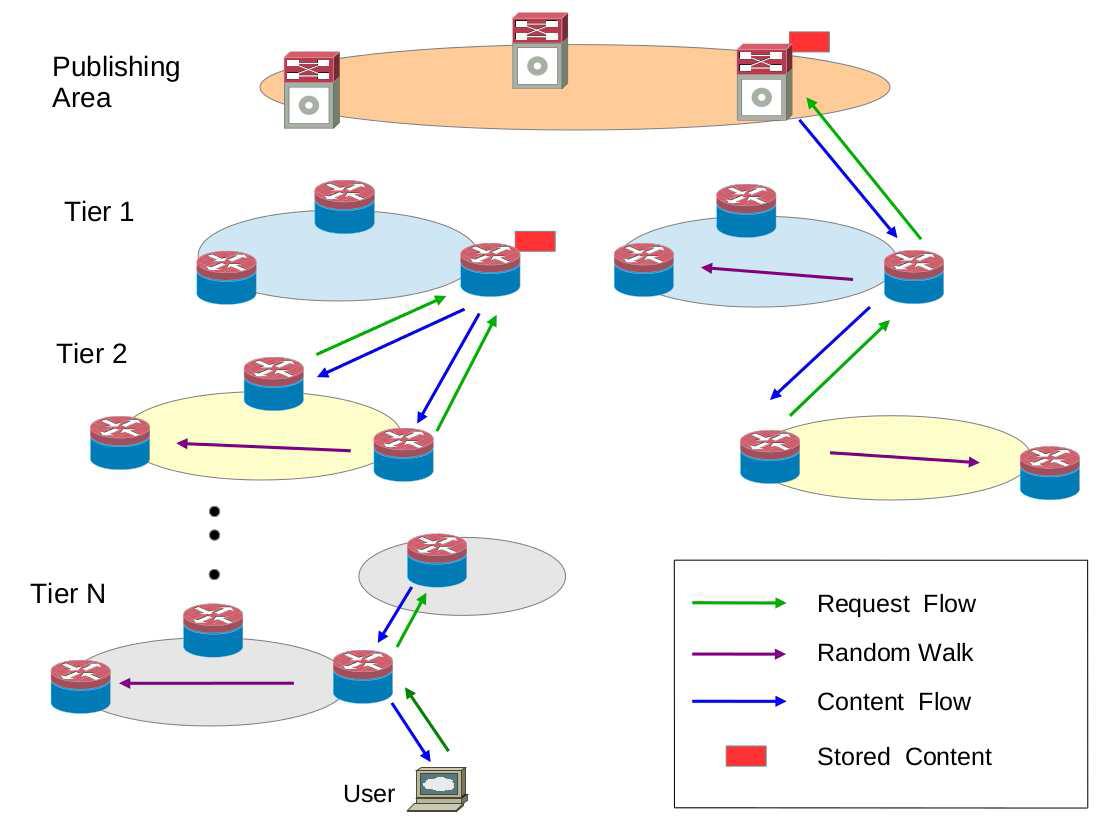 Publishing
Area
Tier 1
Tier 2
Tier N
User
Request Flow
Random Walk
Content Flow
Stored Content